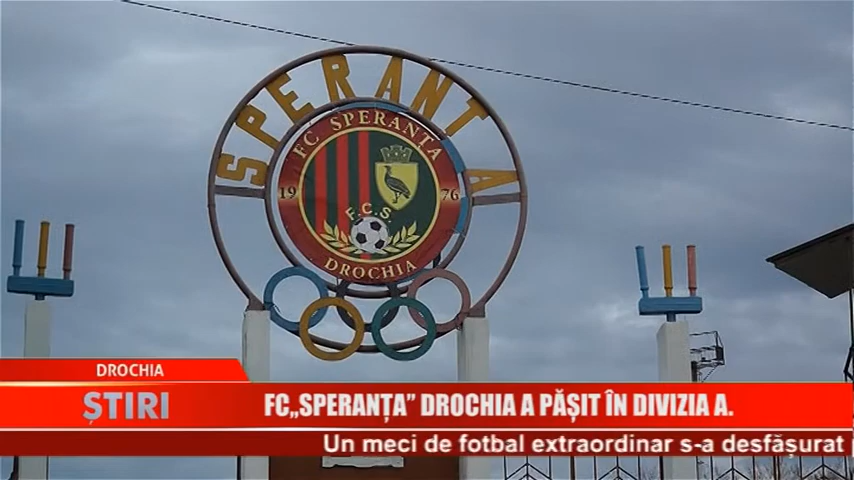 SPERANȚA
FC SPERANȚA
19 76
F.C.S.
DROCHIA
DROCHIA
ȘTIRI
FC„SPERANȚA” DROCHIA A PĂȘIT ÎN DIVIZIA A.
Un meci de fotbal extraordinar s-a desfășurat